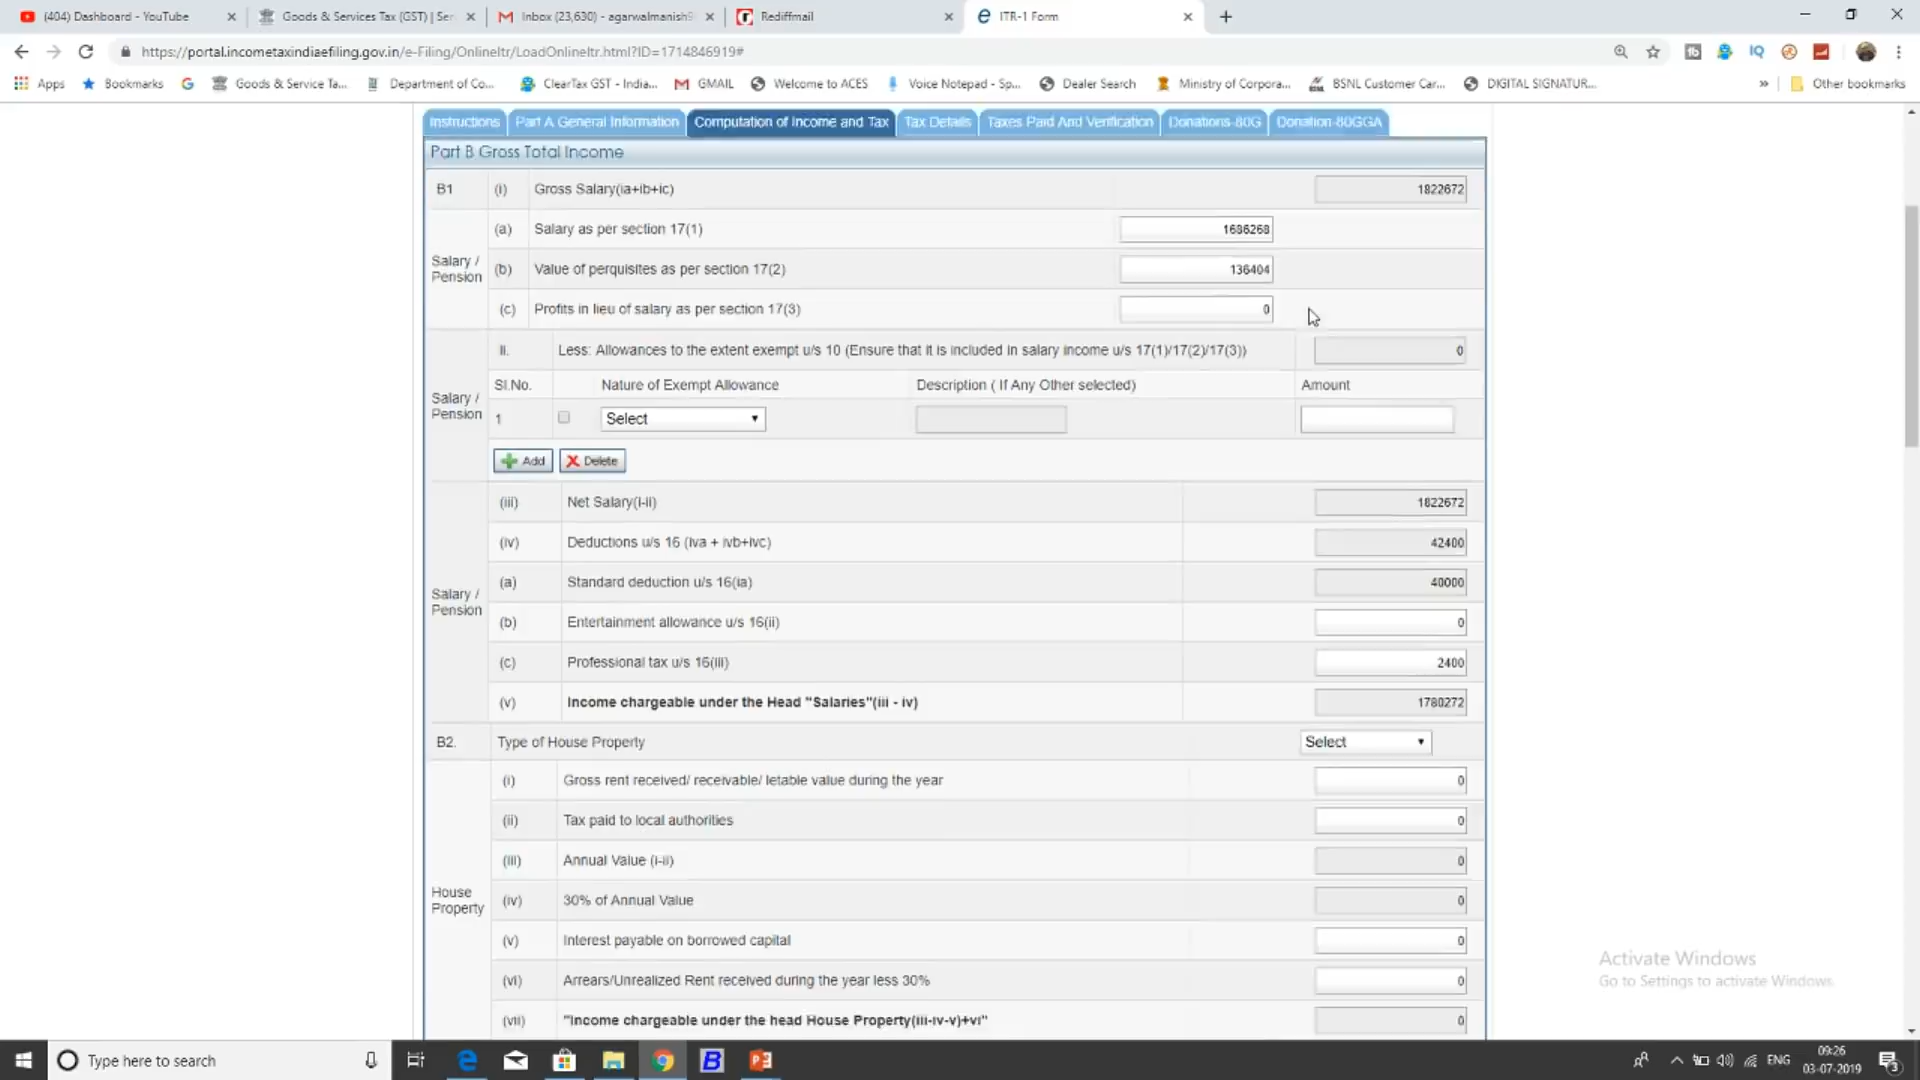 (404) Dashboard - YouTube
Goods & Services Tax (GST) | Ser
Inbox (23,630) - agarwalmanish9
Rediffmail
ITR-1 Form
https://portal.incometaxindiaefiling.gov.in/e-Filing/OnlineItr/LoadOnlineItr.html?ID=1714846919#
Apps
Bookmarks
Goods & Service Ta...
Department of Co...
ClearTax GST - India...
GMAIL
Welcome to ACES
Voice Notepad - Sp...
Dealer Search
Ministry of Corpora...
BSNL Customer Car...
DIGITAL SIGNATUR...
»
Other bookmarks
Instructions Part A General Information Computation of Income and Tax Tax Details Taxes Paid And Verification Donations-80G Donation-80GGA
Part B Gross Total Income
B1 (i) Gross Salary(ia+ib+ic) 1822672
(a) Salary as per section 17(1) 1686268
Salary / Pension
(b) Value of perquisites as per section 17(2) 136404
(c) Profits in lieu of salary as per section 17(3) 0
ii. Less: Allowances to the extent exempt u/s 10 (Ensure that it is included in salary income u/s 17(1)/17(2)/17(3)) 0
Sl.No. Nature of Exempt Allowance Description ( If Any Other selected) Amount
Salary / Pension
1 Select
Add Delete
(iii) Net Salary(i-ii) 1822672
(iv) Deductions u/s 16 (iva + ivb+ivc) 42400
(a) Standard deduction u/s 16(ia) 40000
Salary / Pension
(b) Entertainment allowance u/s 16(ii) 0
(c) Professional tax u/s 16(iii) 2400
(v) Income chargeable under the Head "Salaries"(iii - iv) 1780272
B2. Type of House Property Select
(i) Gross rent received/ receivable/ letable value during the year 0
(ii) Tax paid to local authorities 0
(iii) Annual Value (i-ii) 0
House Property
(iv) 30% of Annual Value 0
(v) Interest payable on borrowed capital 0
(vi) Arrears/Unrealized Rent received during the year less 30% 0
(vii) "Income chargeable under the head House Property(iii-iv-v)+vi" 0
Activate Windows
Go to Settings to activate Windows.
Type here to search
ENG
09:26
03-07-2019
3